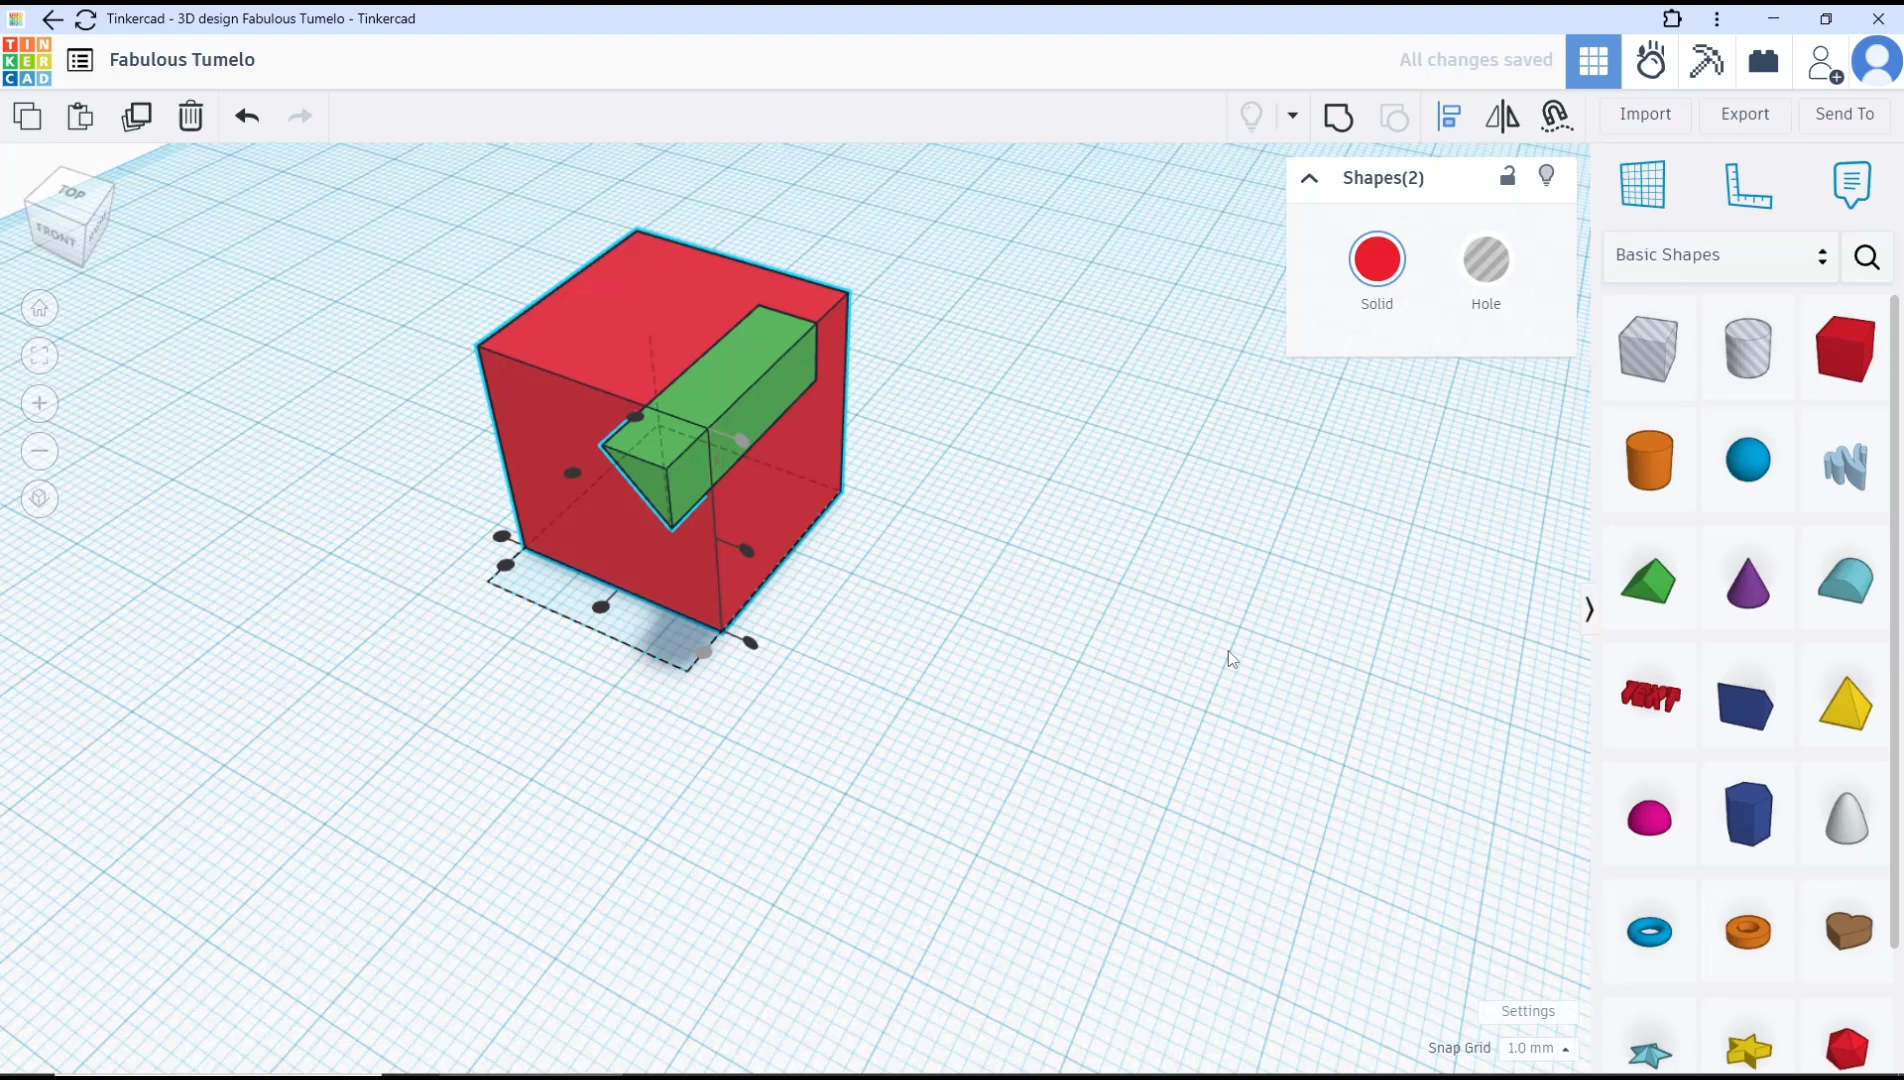 Tinkercad - 3D design Fabulous Tumelo - Tinkercad
TIN
KER
CAD
Fabulous Tumelo
All changes saved
Import
Export
Send To
TOP
FRONT
Shapes(2)
Solid
Hole
Basic Shapes
TEXT
Settings
Snap Grid 1.0 mm